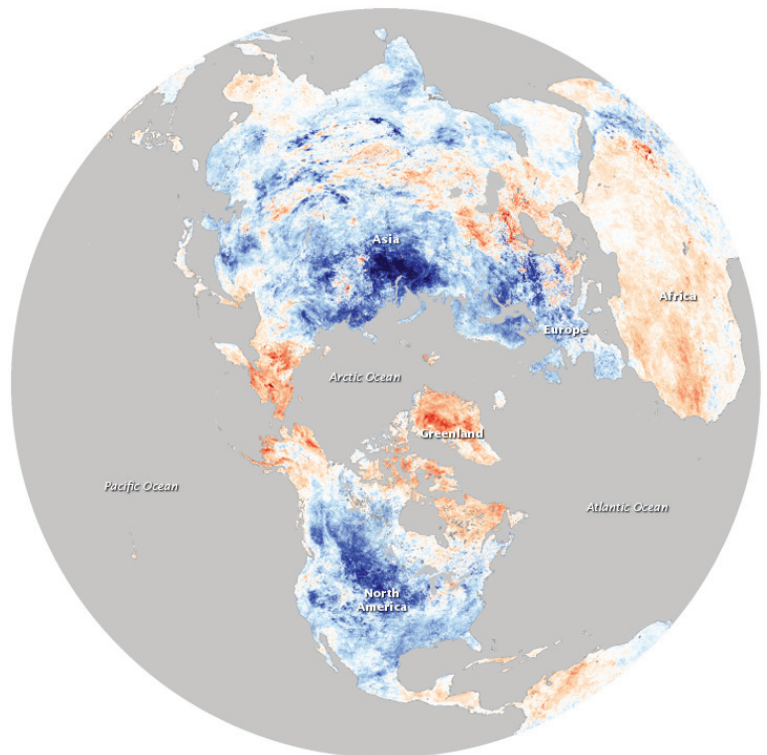 Asia
Africa
Europe
Arctic Ocean
Greenland
Pacific Ocean
Atlantic Ocean
North
America